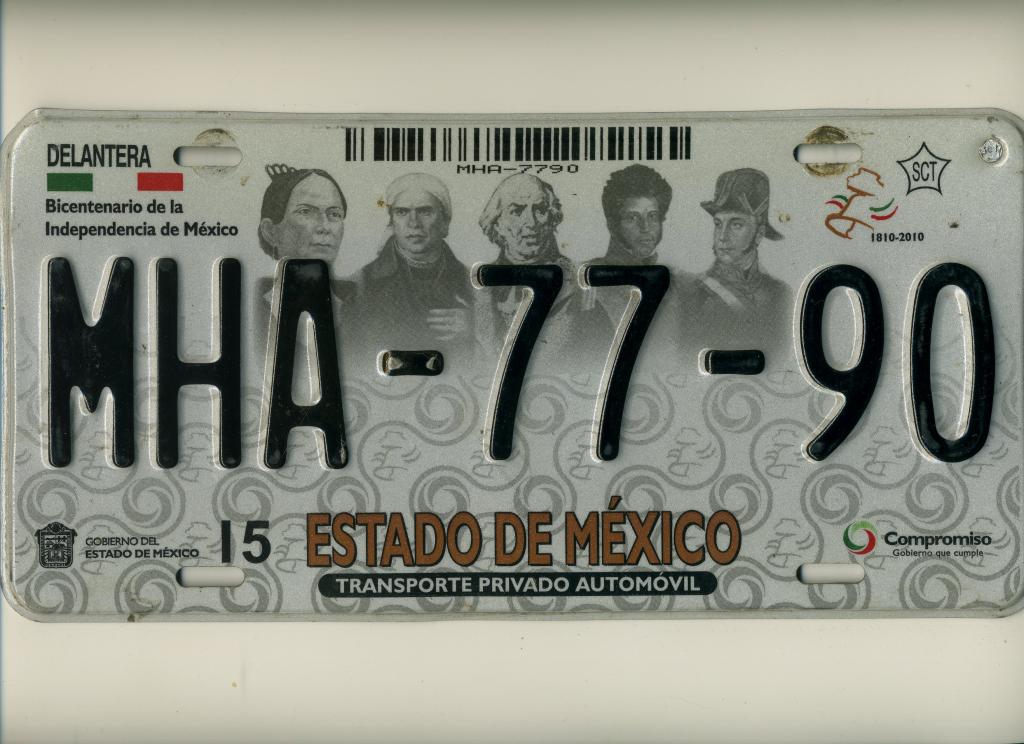 DELANTERA
Bicentenario de la
Independencia de México
MHA-7790
SCT
1810-2010
MHA-77-90
GOBIERNO DEL
ESTADO DE MÉXICO
15
ESTADO DE MÉXICO
TRANSPORTE PRIVADO AUTOMÓVIL
Compromiso
Gobierno que cumple